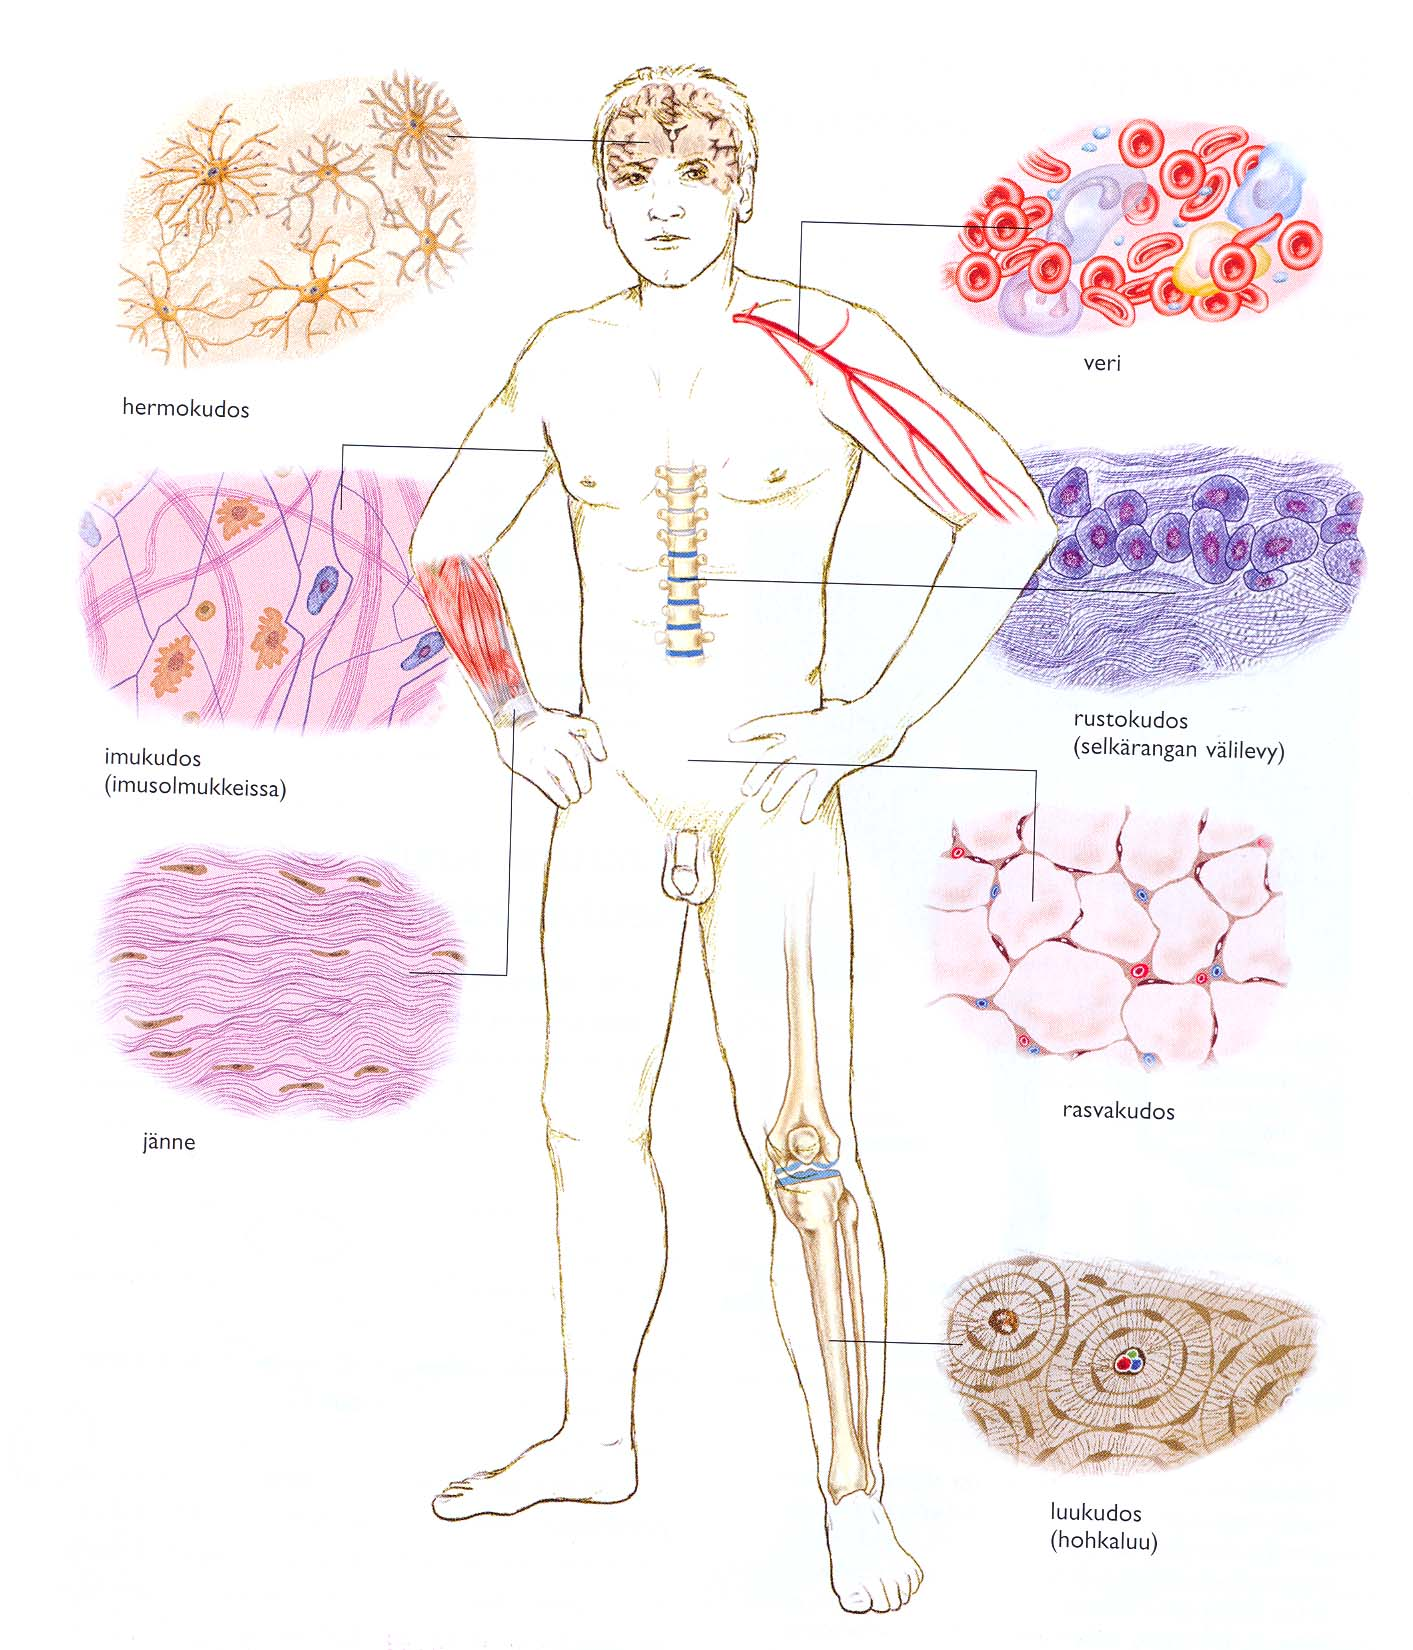 hermokudos
veri
imukudos
(imusolmukkeissa)
rustokudos
(selkärangan välilevy)
jänne
rasvakudos
luukudos
(hohkaluu)